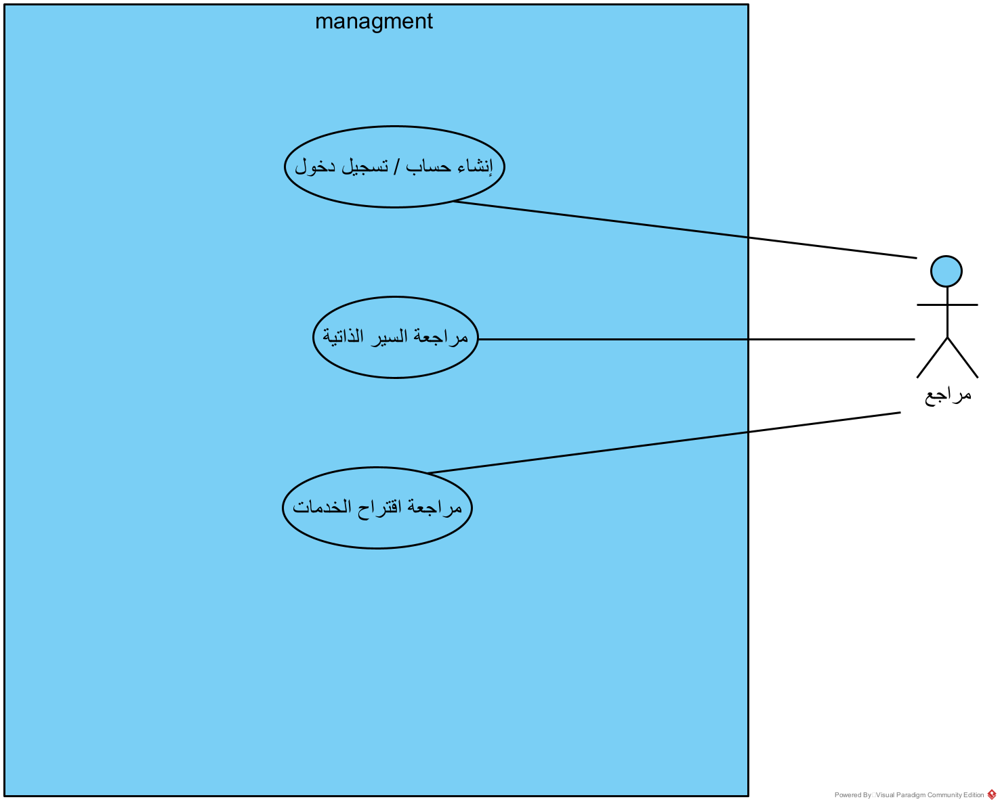 managment
إنشاء حساب / تسجيل دخول
مراجعة السير الذاتية
مراجع
مراجعة اقتراح الخدمات
Powered By Visual Paradigm Community Edition